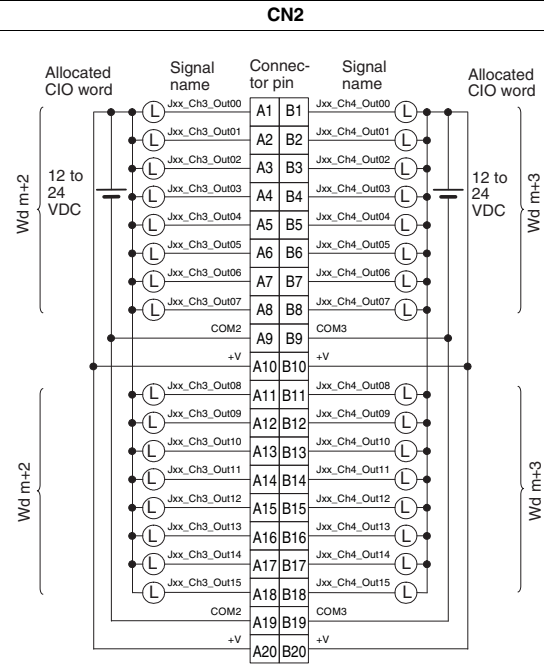 CN2
Allocated CIO word
Signal name
Connec- tor pin
Signal name
Allocated CIO word
L Jxx_Ch3_Out00 A1 B1 Jxx_Ch4_Out00 L
L Jxx_Ch3_Out01 A2 B2 Jxx_Ch4_Out01 L
L Jxx_Ch3_Out02 A3 B3 Jxx_Ch4_Out02 L
L Jxx_Ch3_Out03 A4 B4 Jxx_Ch4_Out03 L
L Jxx_Ch3_Out04 A5 B5 Jxx_Ch4_Out04 L
L Jxx_Ch3_Out05 A6 B6 Jxx_Ch4_Out05 L
L Jxx_Ch3_Out06 A7 B7 Jxx_Ch4_Out06 L
L Jxx_Ch3_Out07 A8 B8 Jxx_Ch4_Out07 L
Wd m+2
12 to 24 VDC
12 to 24 VDC
Wd m+3
COM2 A9 B9 COM3
+V A10 B10 +V
L Jxx_Ch3_Out08 A11 B11 Jxx_Ch4_Out08 L
L Jxx_Ch3_Out09 A12 B12 Jxx_Ch4_Out09 L
L Jxx_Ch3_Out10 A13 B13 Jxx_Ch4_Out10 L
L Jxx_Ch3_Out11 A14 B14 Jxx_Ch4_Out11 L
L Jxx_Ch3_Out12 A15 B15 Jxx_Ch4_Out12 L
L Jxx_Ch3_Out13 A16 B16 Jxx_Ch4_Out13 L
L Jxx_Ch3_Out14 A17 B17 Jxx_Ch4_Out14 L
L Jxx_Ch3_Out15 A18 B18 Jxx_Ch4_Out15 L
Wd m+2
Wd m+3
COM2 A19 B19 COM3
+V A20 B20 +V